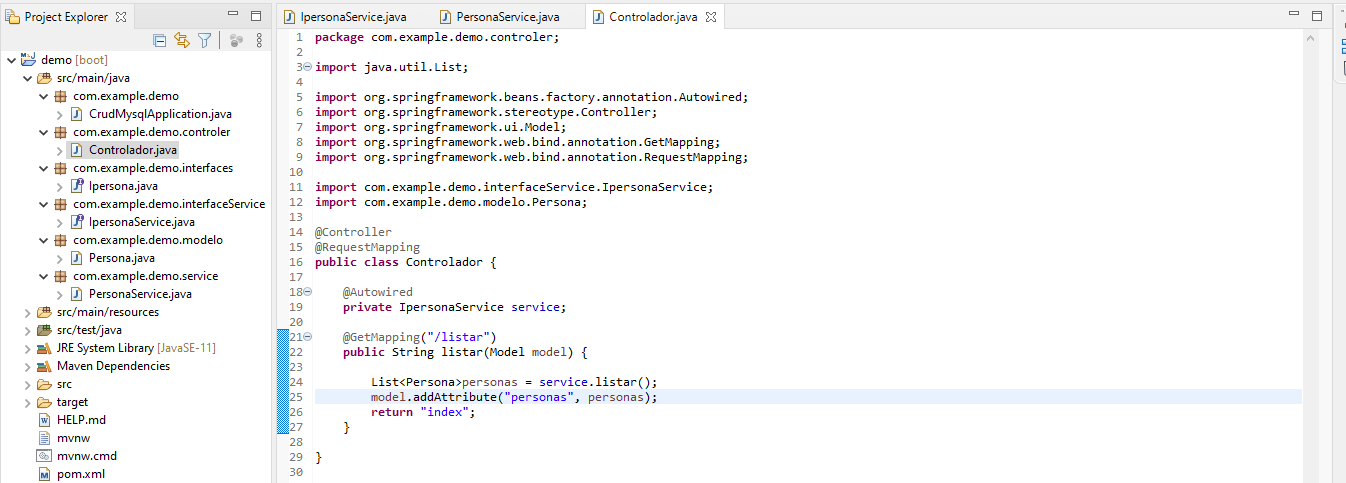 Project Explorer
demo [boot]
src/main/java
com.example.demo
CrudMysqlApplication.java
com.example.demo.controler
Controlador.java
com.example.demo.interfaces
Ipersona.java
com.example.demo.interfaceService
IpersonaService.java
com.example.demo.modelo
Persona.java
com.example.demo.service
PersonaService.java
src/main/resources
src/test/java
JRE System Library [JavaSE-11]
Maven Dependencies
src
target
HELP.md
mvnw
mvnw.cmd
pom.xml
IpersonaService.java PersonaService.java Controlador.java
1 package com.example.demo.controler;
2
3 import java.util.List;
4
5 import org.springframework.beans.factory.annotation.Autowired;
6 import org.springframework.stereotype.Controller;
7 import org.springframework.ui.Model;
8 import org.springframework.web.bind.annotation.GetMapping;
9 import org.springframework.web.bind.annotation.RequestMapping;
10
11 import com.example.demo.interfaceService.IpersonaService;
12 import com.example.demo.modelo.Persona;
13
14 @Controller
15 @RequestMapping
16 public class Controlador {
17
18 @Autowired
19 private IpersonaService service;
20
21 @GetMapping("/listar")
22 public String listar(Model model) {
23
24 List<Persona>personas = service.listar();
25 model.addAttribute("personas", personas);
26 return "index";
27 }
28
29 }
30